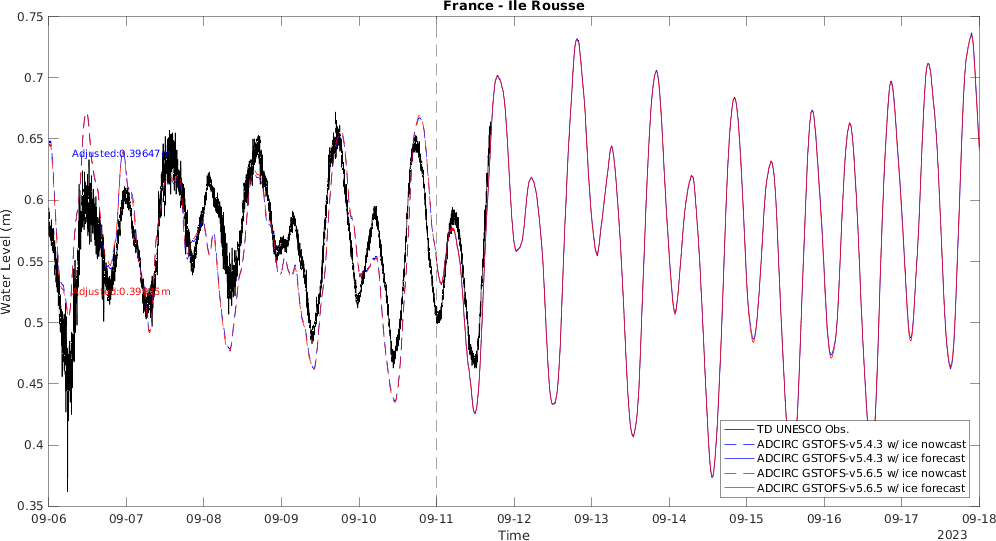 France - Ile Rousse
0.75
0.7
0.65
0.6
0.55
0.5
0.45
0.4
0.35
Water Level (m)
Adjusted:0.39647
TD UNESCO Obs.
ADCIRC GSTOFS-v5.4.3 w/ ice nowcast
ADCIRC GSTOFS-v5.4.3 w/ ice forecast
ADCIRC GSTOFS-v5.6.5 w/ ice nowcast
ADCIRC GSTOFS-v5.6.5 w/ ice forecast
09-06 09-07 09-08 09-09 09-10 09-11 09-12 09-13 09-14 09-15 09-16 09-17 09-18
Time
2023